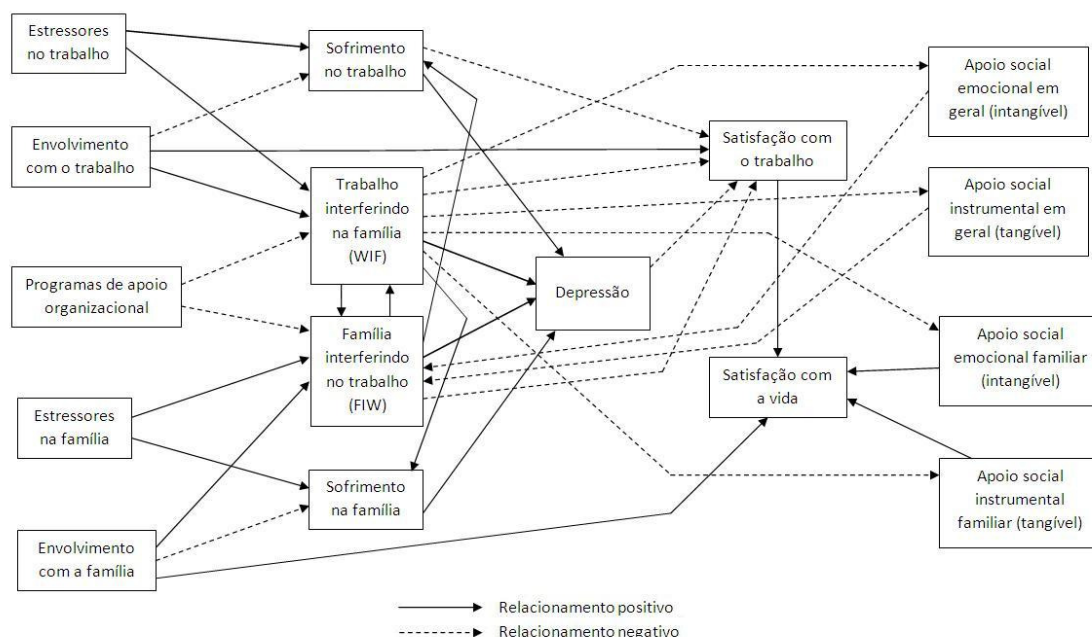 Estressores
no trabalho
Envolvimento
com o trabalho
Programas de apoio
organizacional
Estressores
na família
Envolvimento
com a família
Sofrimento
no trabalho
Trabalho
interferindo
na família
(WIF)
Família
interferindo
no trabalho
(FIW)
Sofrimento
na família
Depressão
Satisfação com
o trabalho
Satisfação com
a vida
Apoio social
emocional em
geral (intangível)
Apoio social
instrumental em
geral (tangível)
Apoio social
emocional familiar
(intangível)
Apoio social
instrumental
familiar (tangível)
Relacionamento positivo
Relacionamento negativo